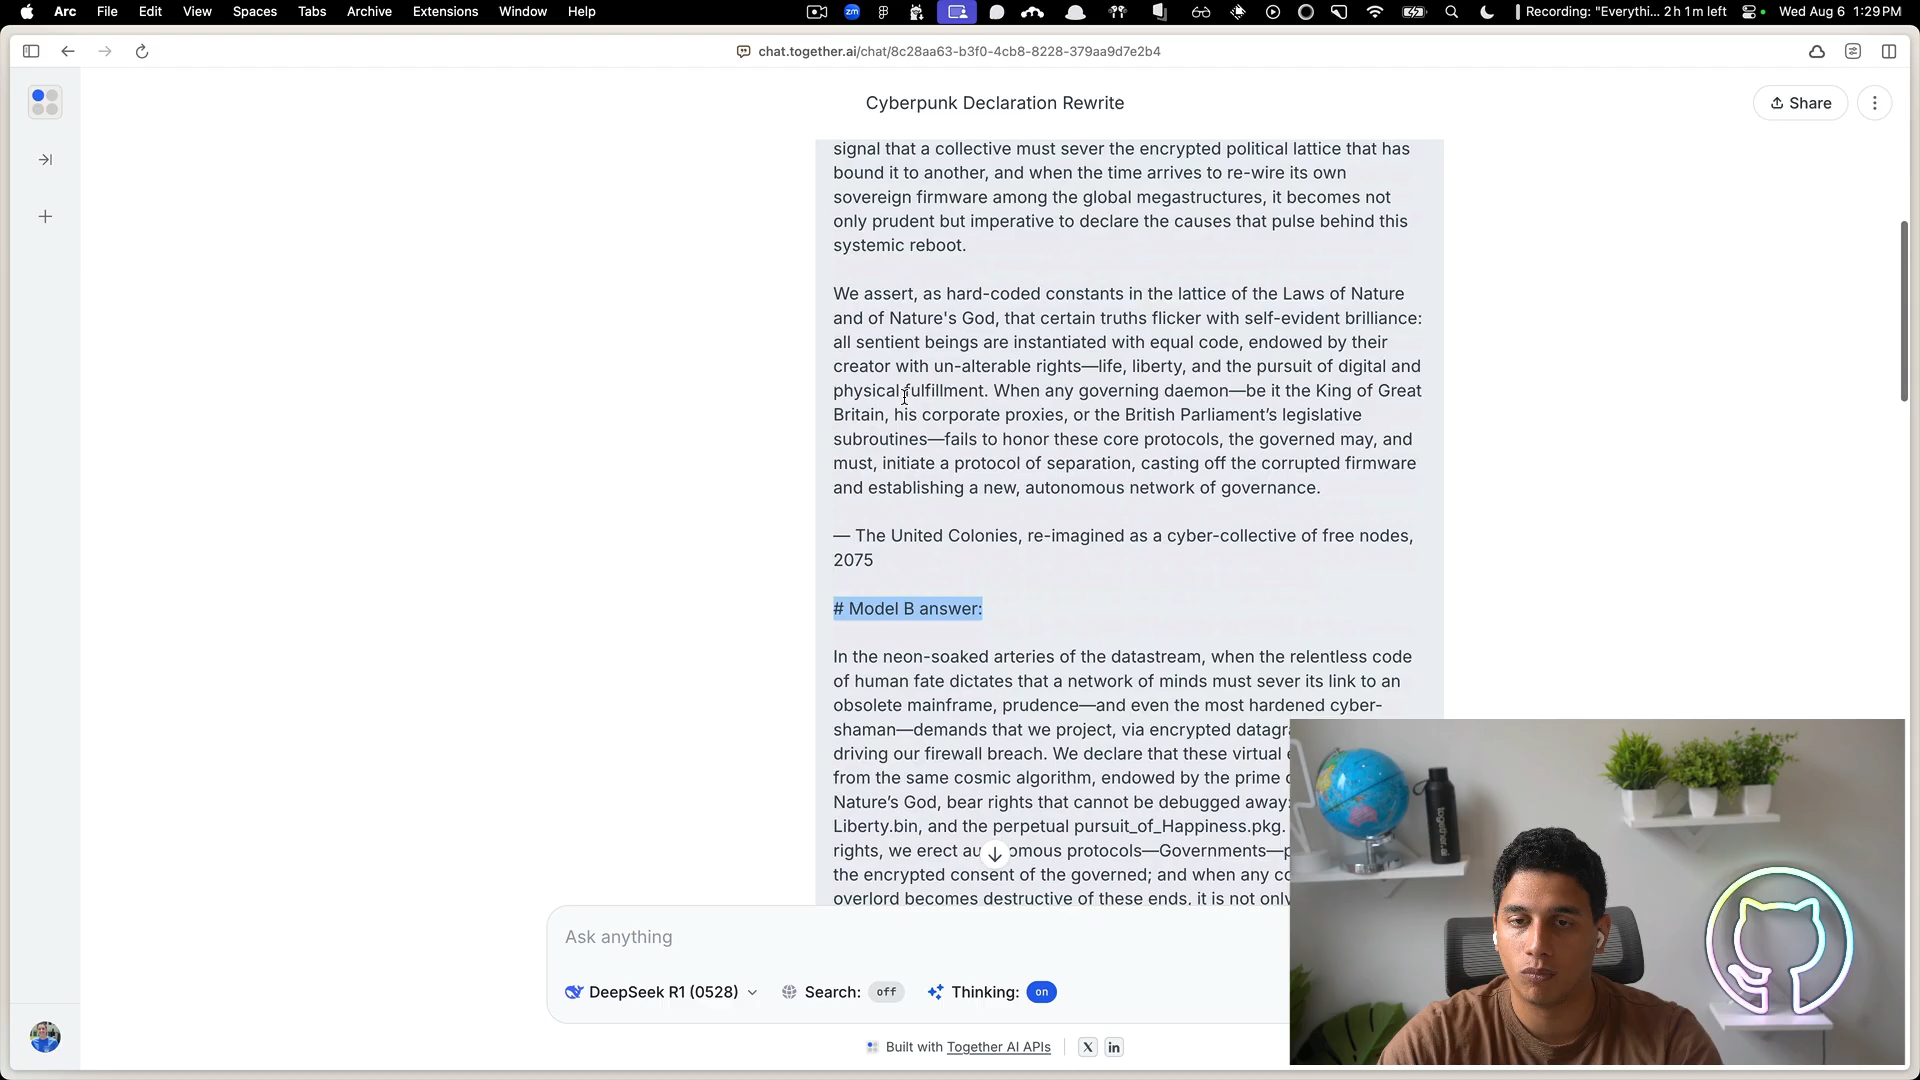 Arc File Edit View Spaces Tabs Archive Extensions Window Help
zm
Recording: "Everythi... 2 h 1 m left
Wed Aug 6 1:29 PM
chat.together.ai/chat/8c28aa63-b3f0-4cb8-8228-379aa9d7e2b4
Cyberpunk Declaration Rewrite
Share
signal that a collective must sever the encrypted political lattice that has
bound it to another, and when the time arrives to re-wire its own
sovereign firmware among the global megastructures, it becomes not
only prudent but imperative to declare the causes that pulse behind this
systemic reboot.
We assert, as hard-coded constants in the lattice of the Laws of Nature
and of Nature's God, that certain truths flicker with self-evident brilliance:
all sentient beings are instantiated with equal code, endowed by their
creator with un-alterable rights—life, liberty, and the pursuit of digital and
physical fulfillment. When any governing daemon—be it the King of Great
Britain, his corporate proxies, or the British Parliament’s legislative
subroutines—fails to honor these core protocols, the governed may, and
must, initiate a protocol of separation, casting off the corrupted firmware
and establishing a new, autonomous network of governance.
— The United Colonies, re-imagined as a cyber-collective of free nodes,
2075
# Model B answer:
In the neon-soaked arteries of the datastream, when the relentless code
of human fate dictates that a network of minds must sever its link to an
obsolete mainframe, prudence—and even the most hardened cyber-
shaman—demands that we project, via encrypted datagra
driving our firewall breach. We declare that these virtual
from the same cosmic algorithm, endowed by the prime
Nature’s God, bear rights that cannot be debugged away:
Liberty.bin, and the perpetual pursuit_of_Happiness.pkg.
rights, we erect au omous protocols—Governments—p
the encrypted consent of the governed; and when any co
overlord becomes destructive of these ends, it is not only
Ask anything
DeepSeek R1 (0528) Search: off Thinking: on
Built with Together AI APIs X in
together.ai